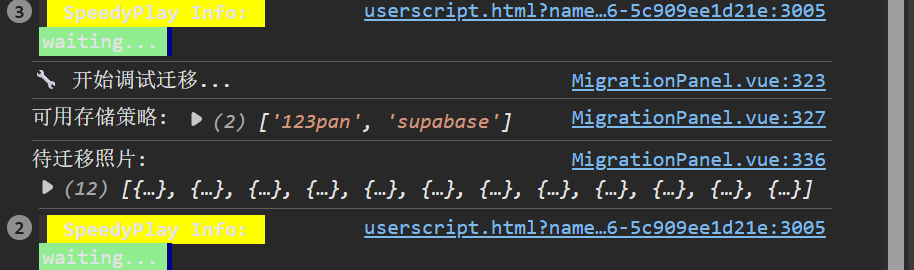 3 SpeedyPlay Info: userscript.html?name…6-5c909ee1d21e:3005
waiting...
🔧 开始调试迁移... MigrationPanel.vue:323
可用存储策略: ▶ (2) ['123pan', 'supabase'] MigrationPanel.vue:327
待迁移照片: MigrationPanel.vue:336
▶ (12) [{…}, {…}, {…}, {…}, {…}, {…}, {…}, {…}, {…}, {…}, {…}, {…}]
2 SpeedyPlay Info: userscript.html?name…6-5c909ee1d21e:3005
waiting...